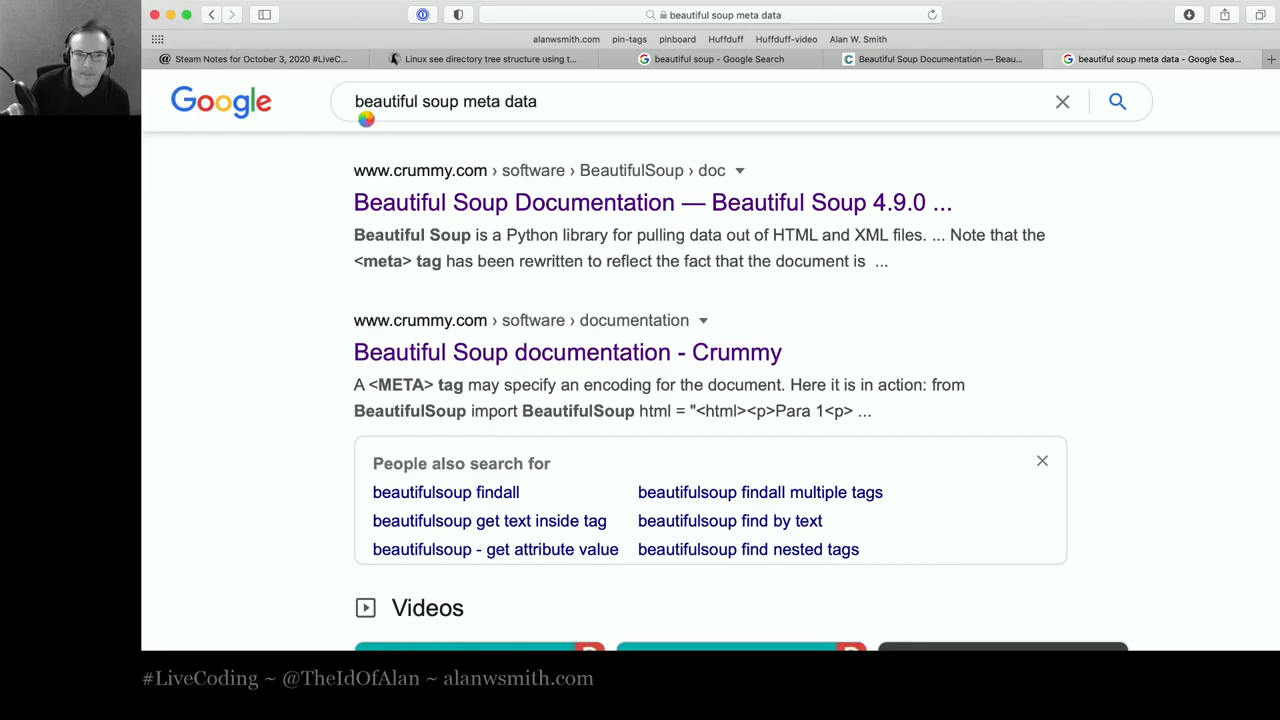 beautiful soup meta data
alanwsmith.com pin-tags pinboard Huffduff Huffduff-video Alan W. Smith
@ Steam Notes for October 3, 2020 #LiveC...
Linux see directory tree structure using t...
beautiful soup - Google Search
Beautiful Soup Documentation — Beau...
beautiful soup meta data - Google Sea...
Google
beautiful soup meta data
www.crummy.com › software › BeautifulSoup › doc
Beautiful Soup Documentation — Beautiful Soup 4.9.0 ...
Beautiful Soup is a Python library for pulling data out of HTML and XML files. ... Note that the
<meta> tag has been rewritten to reflect the fact that the document is ...
www.crummy.com › software › documentation
Beautiful Soup documentation - Crummy
A <META> tag may specify an encoding for the document. Here it is in action: from
BeautifulSoup import BeautifulSoup html = "<html><p>Para 1<p> ...
People also search for
beautifulsoup findall
beautifulsoup findall multiple tags
beautifulsoup get text inside tag
beautifulsoup find by text
beautifulsoup - get attribute value
beautifulsoup find nested tags
Videos
#LiveCoding ~ @TheIdOfAlan ~ alanwsmith.com